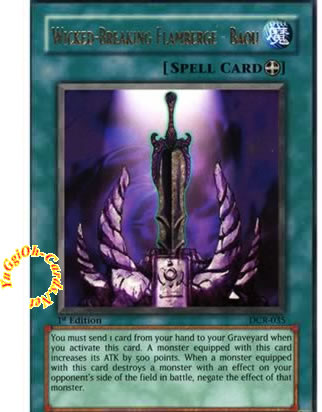 Wicked-Breaking Flamberge - Baou
魔
[Spell Card]
YuGgiOh-Cards.Net
1st Edition
DCR-035
You must send 1 card from your hand to your Graveyard when
you activate this card. A monster equipped with this card
increases its ATK by 500 points. When a monster equipped
with this card destroys a monster with an effect on your
opponent's side of the field in battle, negate the effect of that
monster.